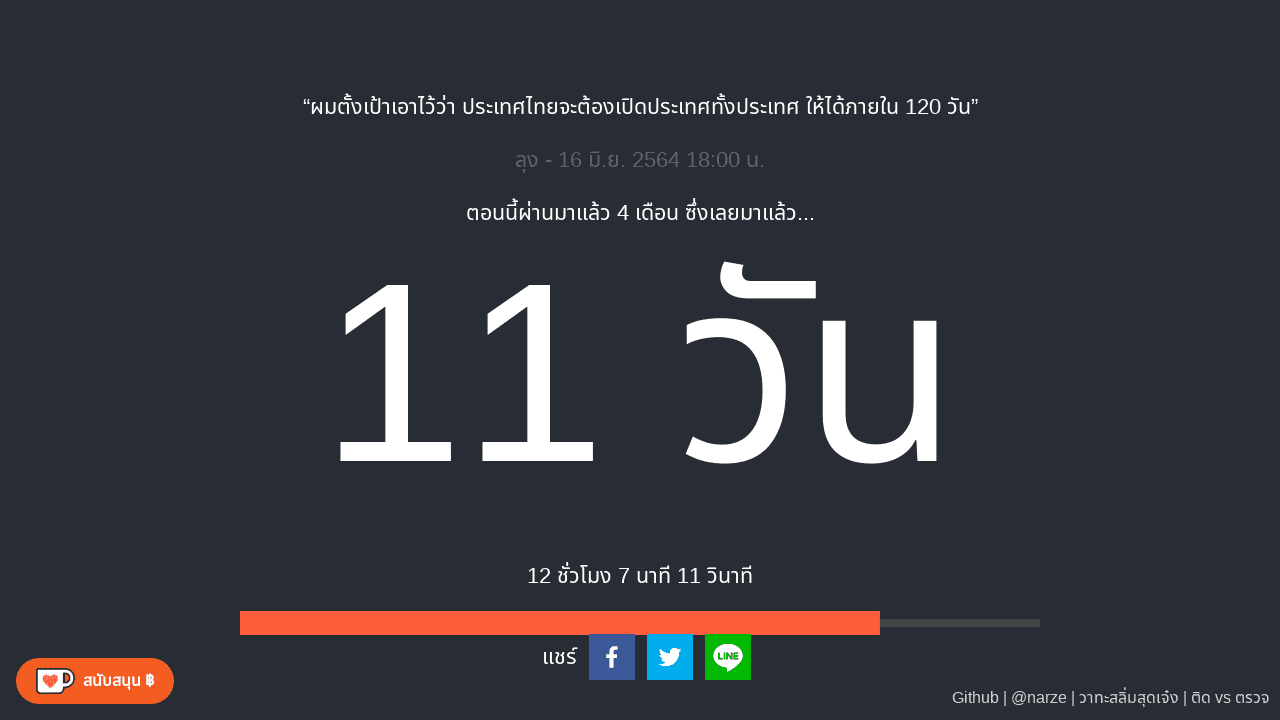 “ผมตั้งเป้าเอาไว้ว่า ประเทศไทยจะต้องเปิดประเทศทั้งประเทศ ให้ได้ภายใน 120 วัน”
ลุง - 16 มิ.ย. 2564 18:00 น.
ตอนนี้ผ่านมาแล้ว 4 เดือน ซึ่งเลยมาแล้ว...
11 วัน
12 ชั่วโมง 7 นาที 11 วินาที
แชร์
LINE
สนับสนุน ฿
Github | @narze | วาทะสลิ่มสุดเจ๋ง | ติด vs ตรวจ